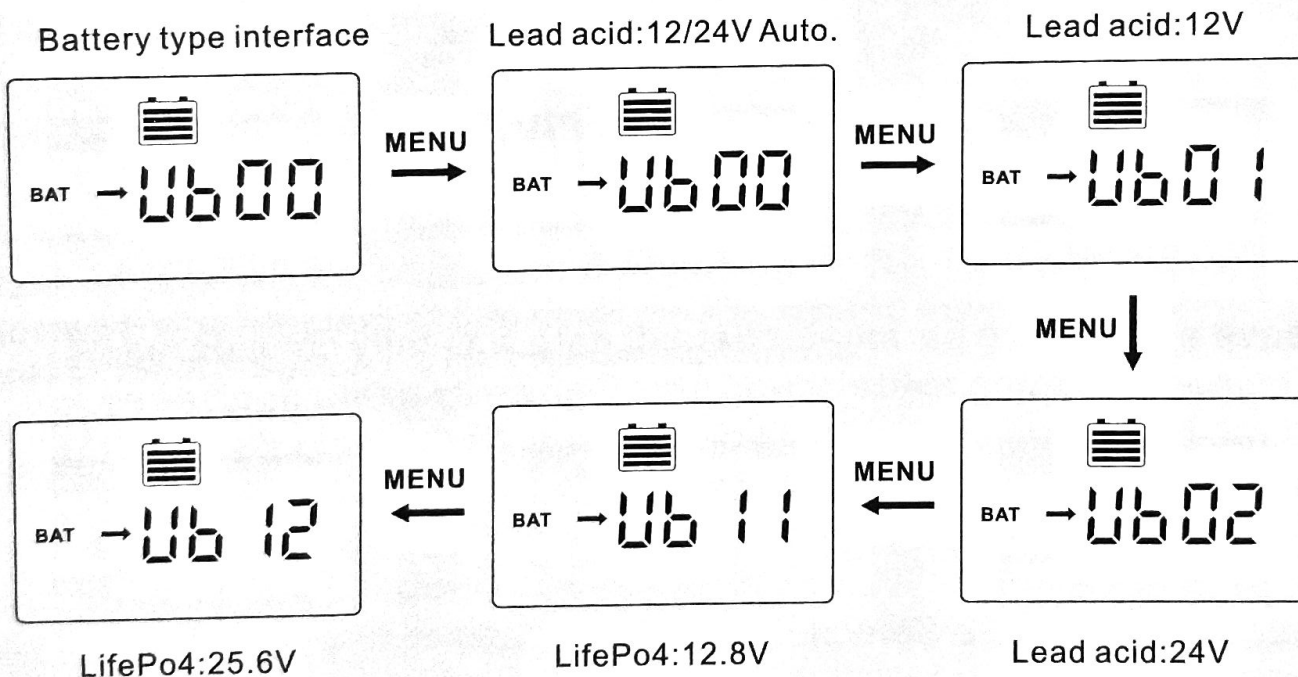 Battery type interface
Lead acid:12/24V Auto.
Lead acid:12V
BAT → Ub00
MENU
BAT → Ub00
MENU
BAT → Ub01
MENU
BAT → Ub12
MENU
BAT → Ub11
MENU
BAT → Ub02
LifePo4:25.6V
LifePo4:12.8V
Lead acid:24V